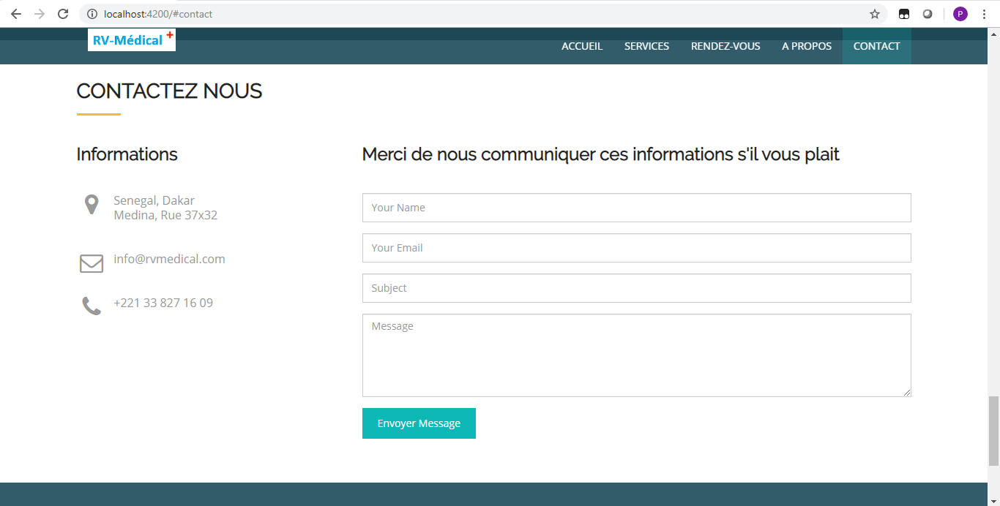 localhost:4200/#contact
P
RV-Médical +
ACCUEIL SERVICES RENDEZ-VOUS A PROPOS CONTACT
CONTACTEZ NOUS
Informations
Senegal, Dakar
Medina, Rue 37x32
info@rvmedical.com
+221 33 827 16 09
Merci de nous communiquer ces informations s'il vous plait
Your Name
Your Email
Subject
Message
Envoyer Message